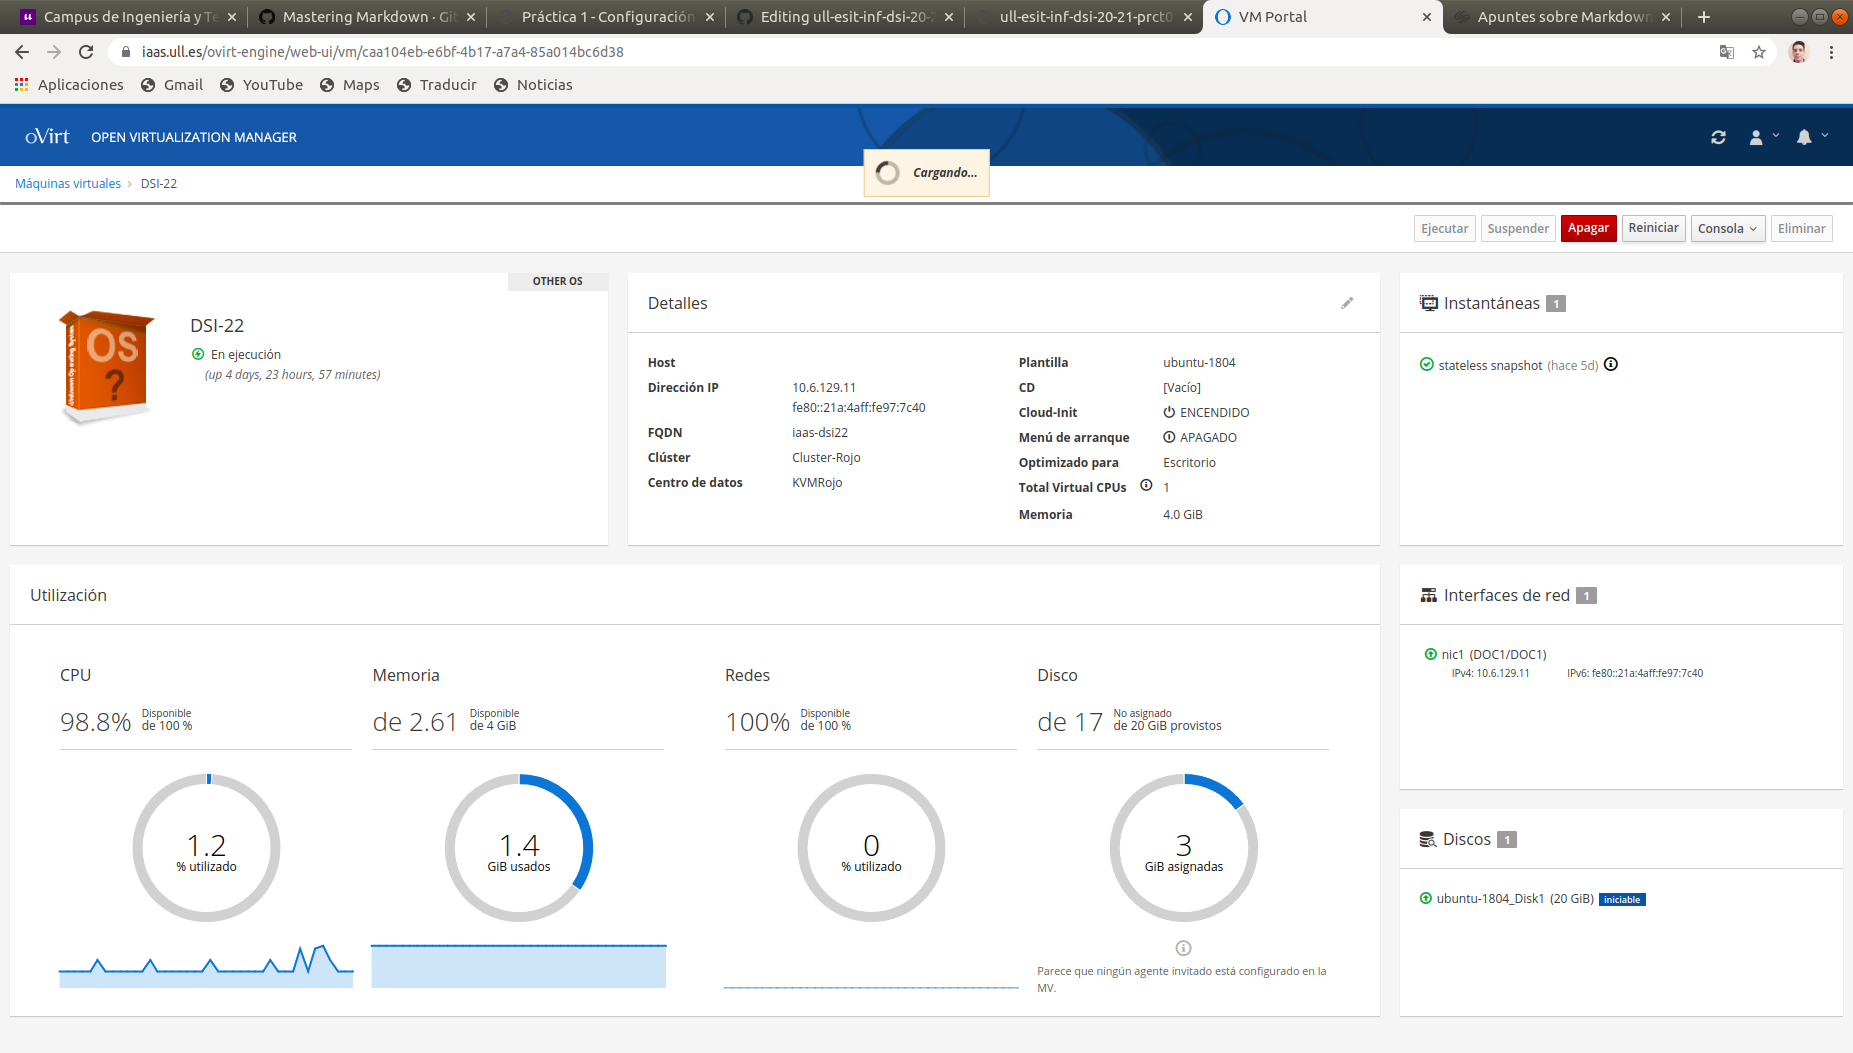 Campus de Ingeniería y Te
Mastering Markdown · Git
Práctica 1 - Configuración
Editing ull-esit-inf-dsi-20-2
ull-esit-inf-dsi-20-21-prct0
VM Portal
Apuntes sobre Markdown
iaas.ull.es/ovirt-engine/web-ui/vm/caa104eb-e6bf-4b17-a7a4-85a014bc6d38
Aplicaciones Gmail YouTube Maps Traducir Noticias
oVirt OPEN VIRTUALIZATION MANAGER
Cargando...
Máquinas virtuales › DSI-22
Ejecutar Suspender Apagar Reiniciar Consola Eliminar
OTHER OS
OS
?
DSI-22
En ejecución
(up 4 days, 23 hours, 57 minutes)
Detalles
Host
Dirección IP 10.6.129.11
fe80::21a:4aff:fe97:7c40
FQDN iaas-dsi22
Clúster Cluster-Rojo
Centro de datos KVMRojo
Plantilla ubuntu-1804
CD [Vacío]
Cloud-Init ENCENDIDO
Menú de arranque APAGADO
Optimizado para Escritorio
Total Virtual CPUs 1
Memoria 4.0 GiB
Instantáneas 1
stateless snapshot (hace 5d)
Utilización
CPU
98.8% Disponible
de 100 %
1.2
% utilizado
Memoria
de 2.61 Disponible
de 4 GiB
1.4
GiB usados
Redes
100% Disponible
de 100 %
0
% utilizado
Disco
de 17 No asignado
de 20 GiB provistos
3
GiB asignadas
Parece que ningún agente invitado está configurado en la
MV.
Interfaces de red 1
nic1 (DOC1/DOC1)
IPv4: 10.6.129.11 IPv6: fe80::21a:4aff:fe97:7c40
Discos 1
ubuntu-1804_Disk1 (20 GiB) iniciable